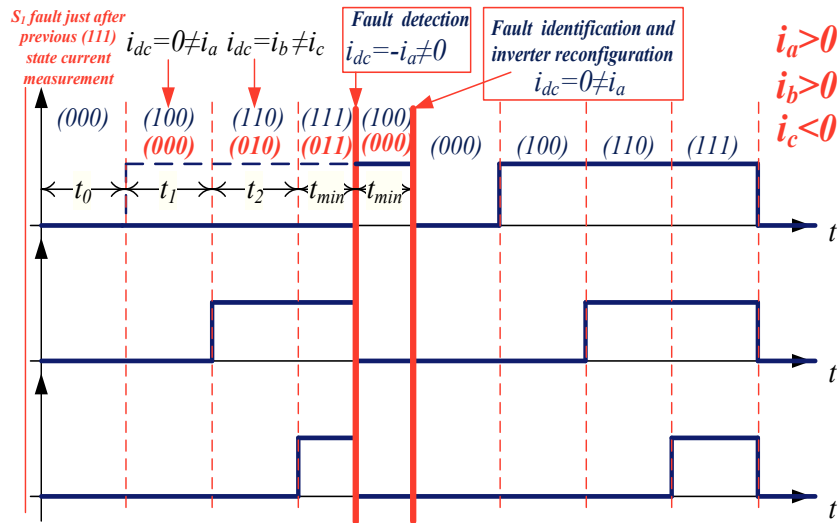 S1 fault just after
previous (111)
state current
measurement
idc=0≠ia idc=ib≠ic
Fault detection
idc=-ia≠0
Fault identification and
inverter reconfiguration
idc=0≠ia
ia>0
ib>0
ic<0
(000) (100) (110) (111) (100) (000) (100) (110) (111)
(000) (010) (011) (000)
t0 t1 t2 tmin tmin
t
t
t